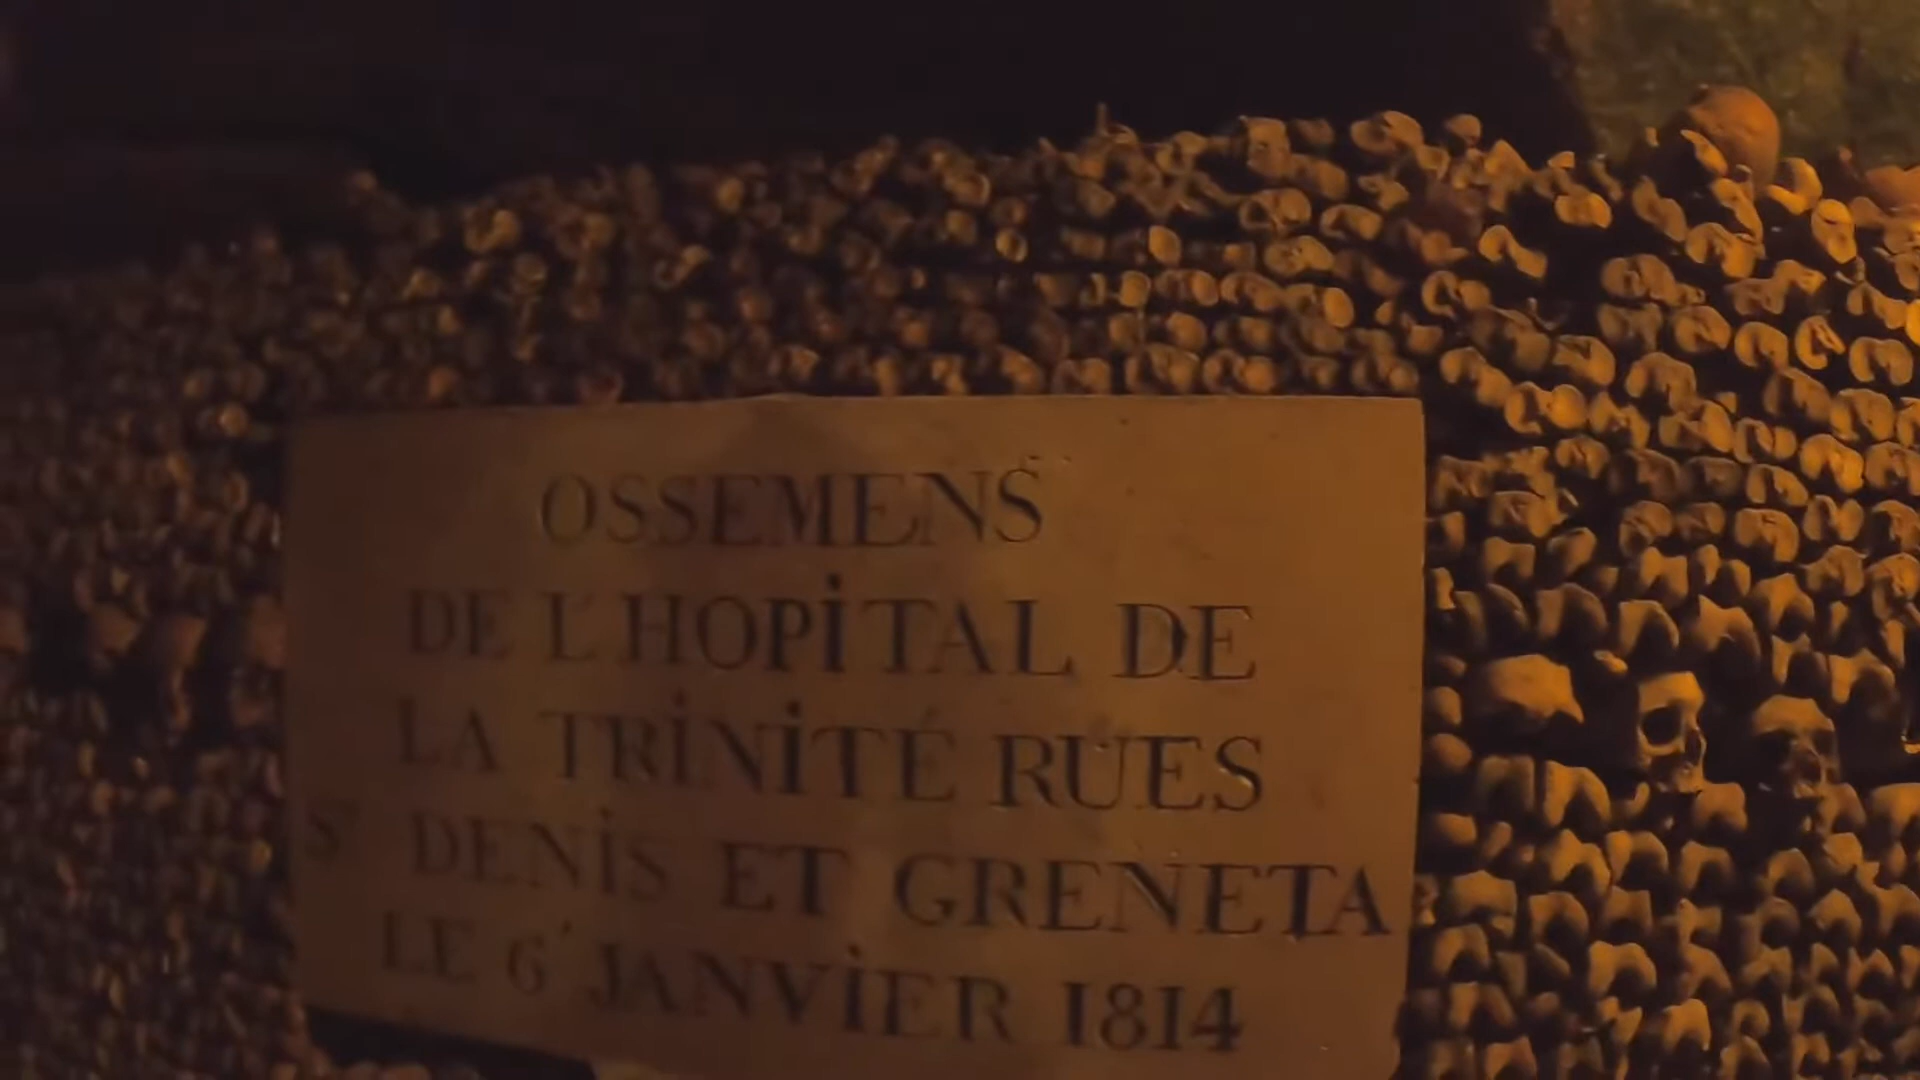 OSSEMENS
DE L'HOPiTAL DE
LA TRiNiTÉ RUES
St DENiS ET GRENETA
LE 6 JANViER 1814